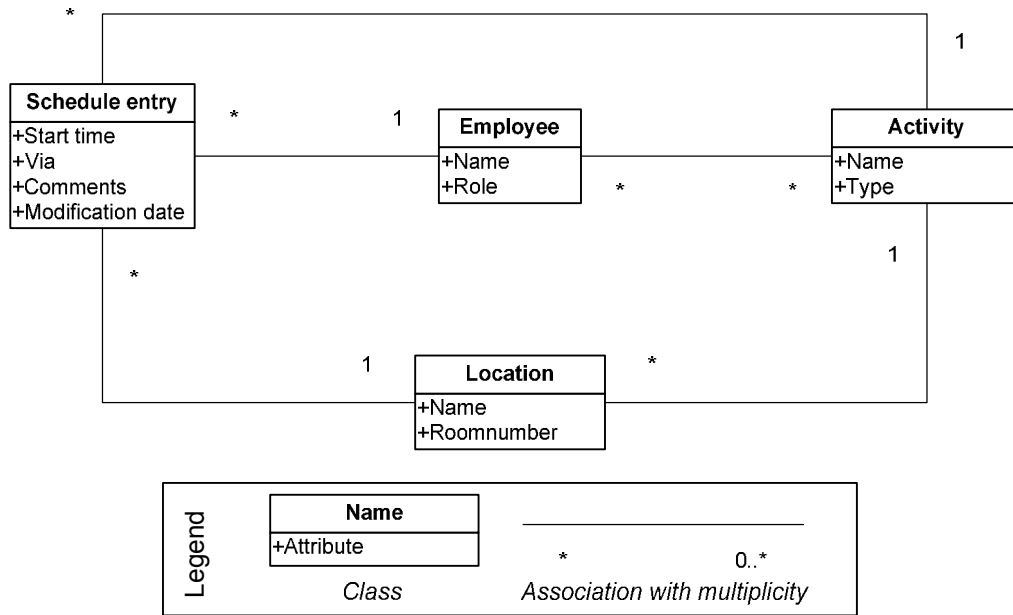 *
1
Schedule entry
+Start time
+Via
+Comments
+Modification date
*
1
Employee
+Name
+Role
*
*
Activity
+Name
+Type
*
1
1
Location
+Name
+Roomnumber
*
Legend
Name
+Attribute
Class
* 0..*
Association with multiplicity